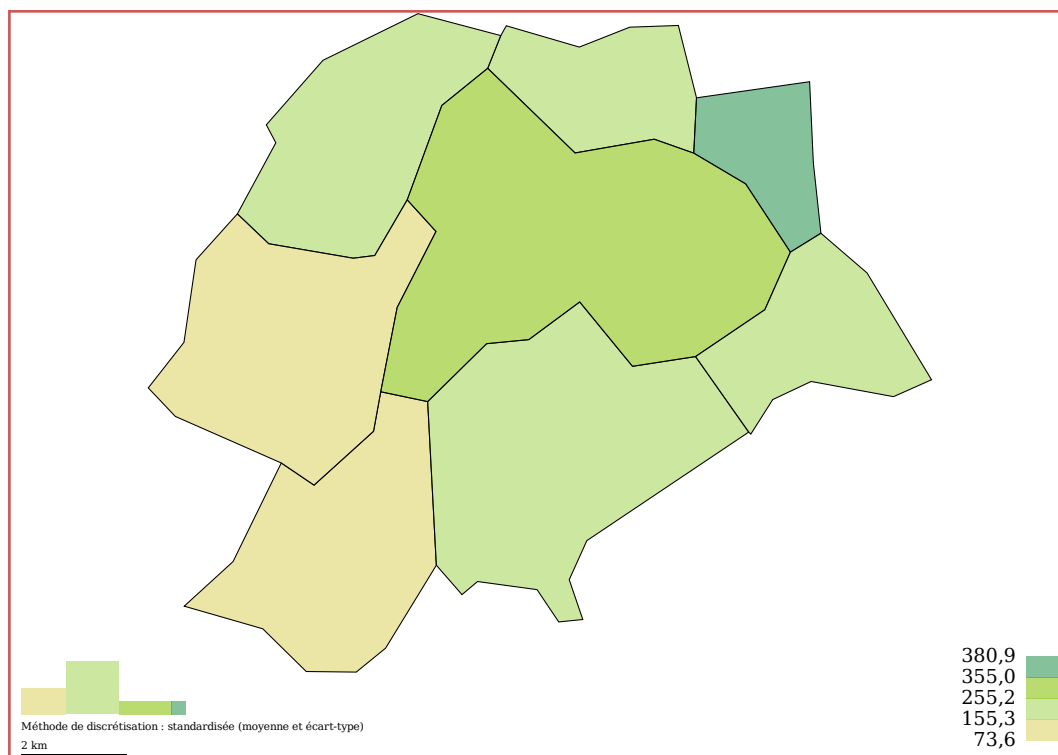 380,9
355,0
255,2
155,3
73,6
Méthode de discrétisation : standardisée (moyenne et écart-type)
2 km